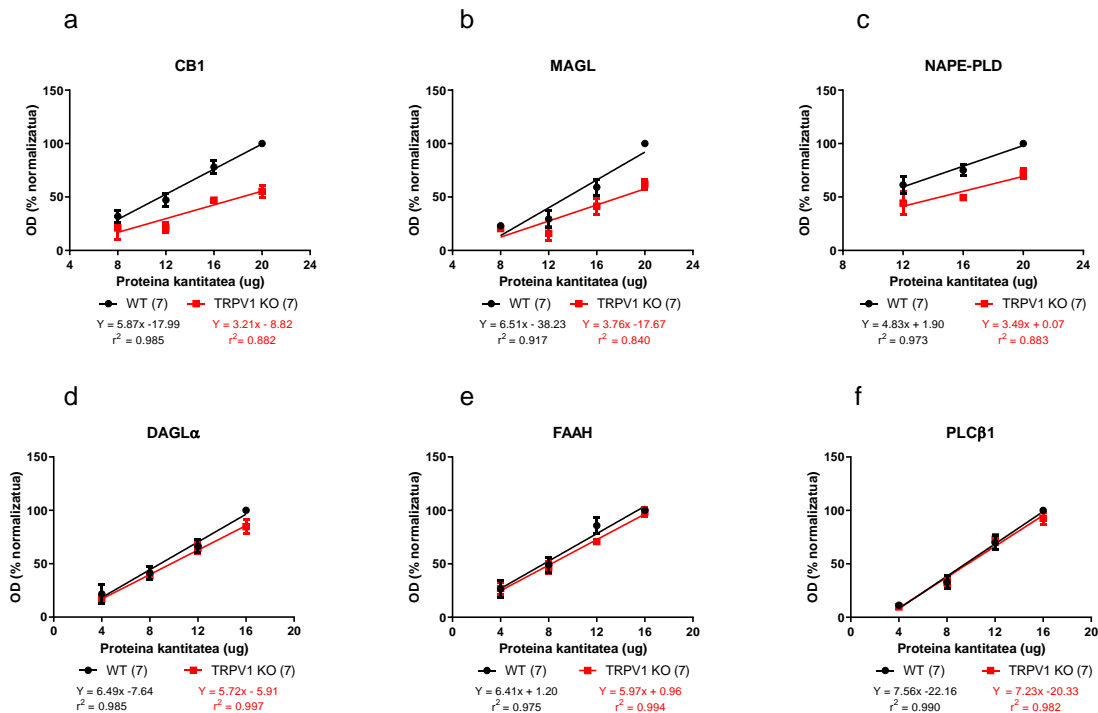 a
CB1
150
100
50
0
OD (% normalizatua)
4 8 12 16 20 24
Proteina kantitatea (ug)
WT (7) TRPV1 KO (7)
Y = 5.87x -17.99 Y = 3.21x - 8.82
r² = 0.985 r² = 0.882
b
MAGL
150
100
50
0
OD (% normalizatua)
4 8 12 16 20 24
Proteina kantitatea (ug)
WT (7) TRPV1 KO (7)
Y = 6.51x - 38.23 Y = 3.76x -17.67
r² = 0.917 r² = 0.840
c
NAPE-PLD
150
100
50
0
OD (% normalizatua)
8 12 16 20 24
Proteina kantitatea (ug)
WT (7) TRPV1 KO (7)
Y = 4.83x + 1.90 Y = 3.49x + 0.07
r² = 0.973 r² = 0.883
d
DAGLα
150
100
50
0
OD (% normalizatua)
0 4 8 12 16 20
Proteina kantitatea (ug)
WT (7) TRPV1 KO (7)
Y = 6.49x -7.64 Y = 5.72x - 5.91
r² = 0.985 r² = 0.997
e
FAAH
150
100
50
0
OD (% normalizatua)
0 4 8 12 16 20
Proteina kantitatea (ug)
WT (7) TRPV1 KO (7)
Y = 6.41x + 1.20 Y = 5.97x + 0.96
r² = 0.975 r² = 0.994
f
PLCβ1
150
100
50
0
OD (% normalizatua)
0 4 8 12 16 20
Proteina kantitatea (ug)
WT (7) TRPV1 KO (7)
Y = 7.56x -22.16 Y = 7.23x -20.33
r² = 0.990 r² = 0.982